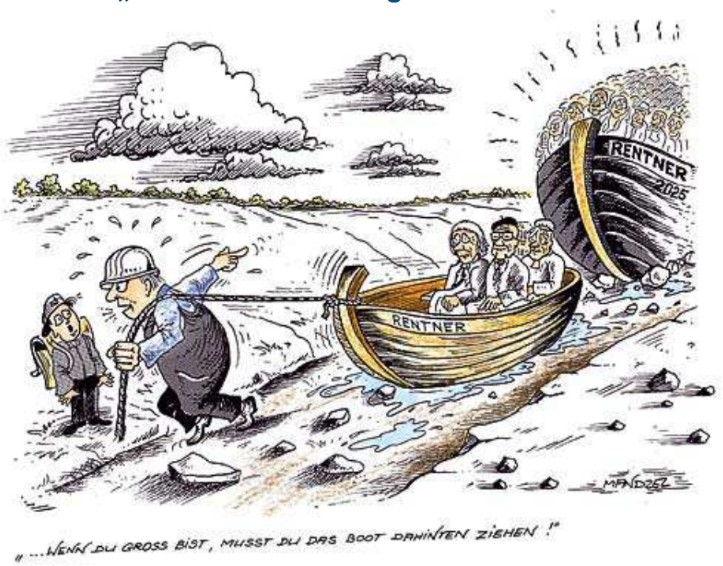 RENTNER
2025
RENTNER
MANDZEL
„ ...WENN DU GROSS BIST, MUSST DU DAS BOOT DAHINTEN ZIEHEN !"